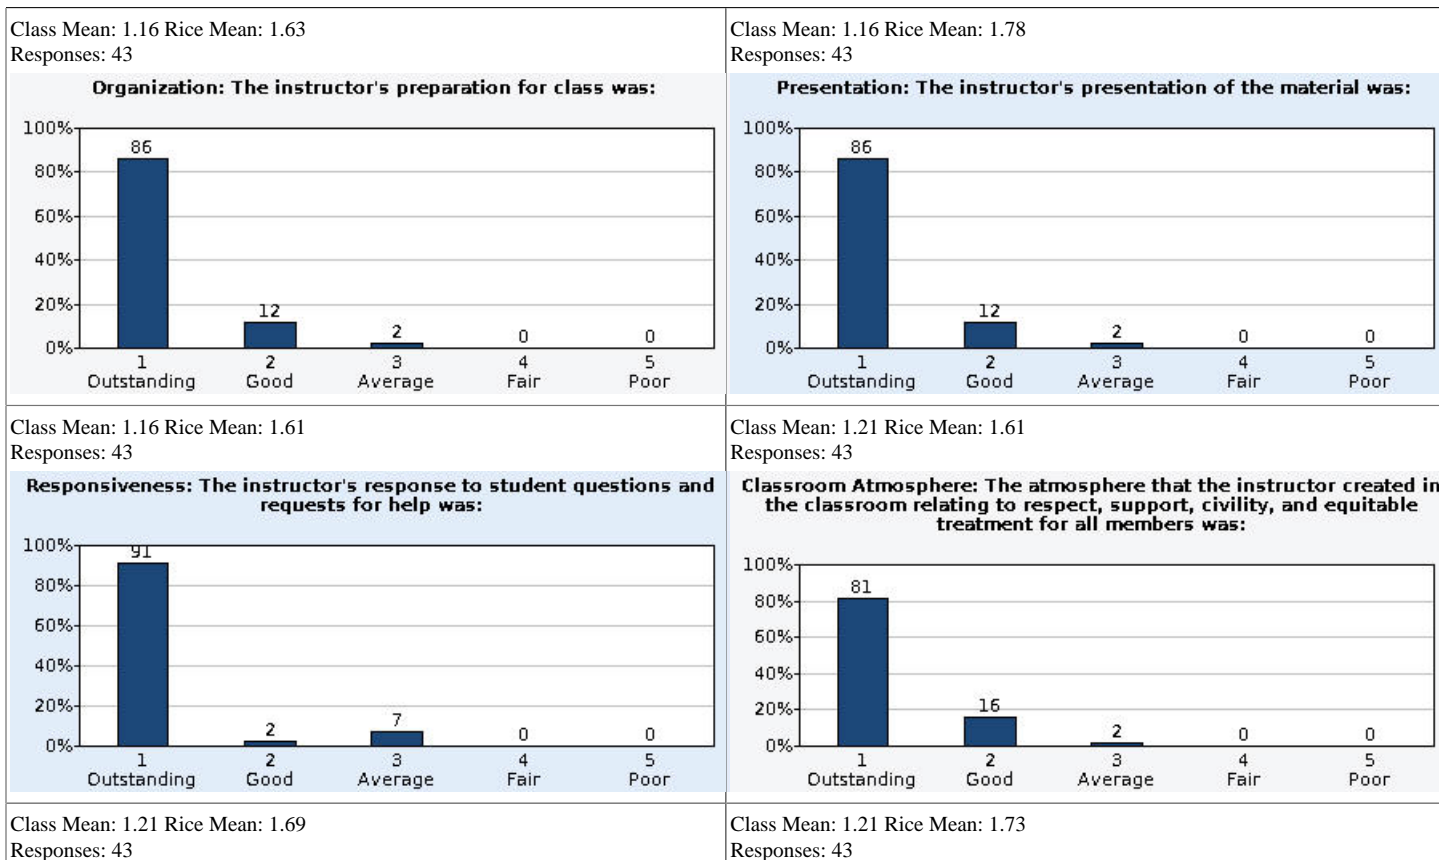 Class Mean: 1.16 Rice Mean: 1.63
Responses: 43
Organization: The instructor's preparation for class was:
100%
80%
60%
40%
20%
0%
86
12
2
0
0
1
2
3
4
5
Outstanding
Good
Average
Fair
Poor
Class Mean: 1.16 Rice Mean: 1.78
Responses: 43
Presentation: The instructor's presentation of the material was:
100%
80%
60%
40%
20%
0%
86
12
2
0
0
1
2
3
4
5
Outstanding
Good
Average
Fair
Poor
Class Mean: 1.16 Rice Mean: 1.61
Responses: 43
Responsiveness: The instructor's response to student questions and
requests for help was:
100%
80%
60%
40%
20%
0%
91
2
7
0
0
1
2
3
4
5
Outstanding
Good
Average
Fair
Poor
Class Mean: 1.21 Rice Mean: 1.61
Responses: 43
Classroom Atmosphere: The atmosphere that the instructor created in
the classroom relating to respect, support, civility, and equitable
treatment for all members was:
100%
80%
60%
40%
20%
0%
81
16
2
0
0
1
2
3
4
5
Outstanding
Good
Average
Fair
Poor
Class Mean: 1.21 Rice Mean: 1.69
Responses: 43
Class Mean: 1.21 Rice Mean: 1.73
Responses: 43